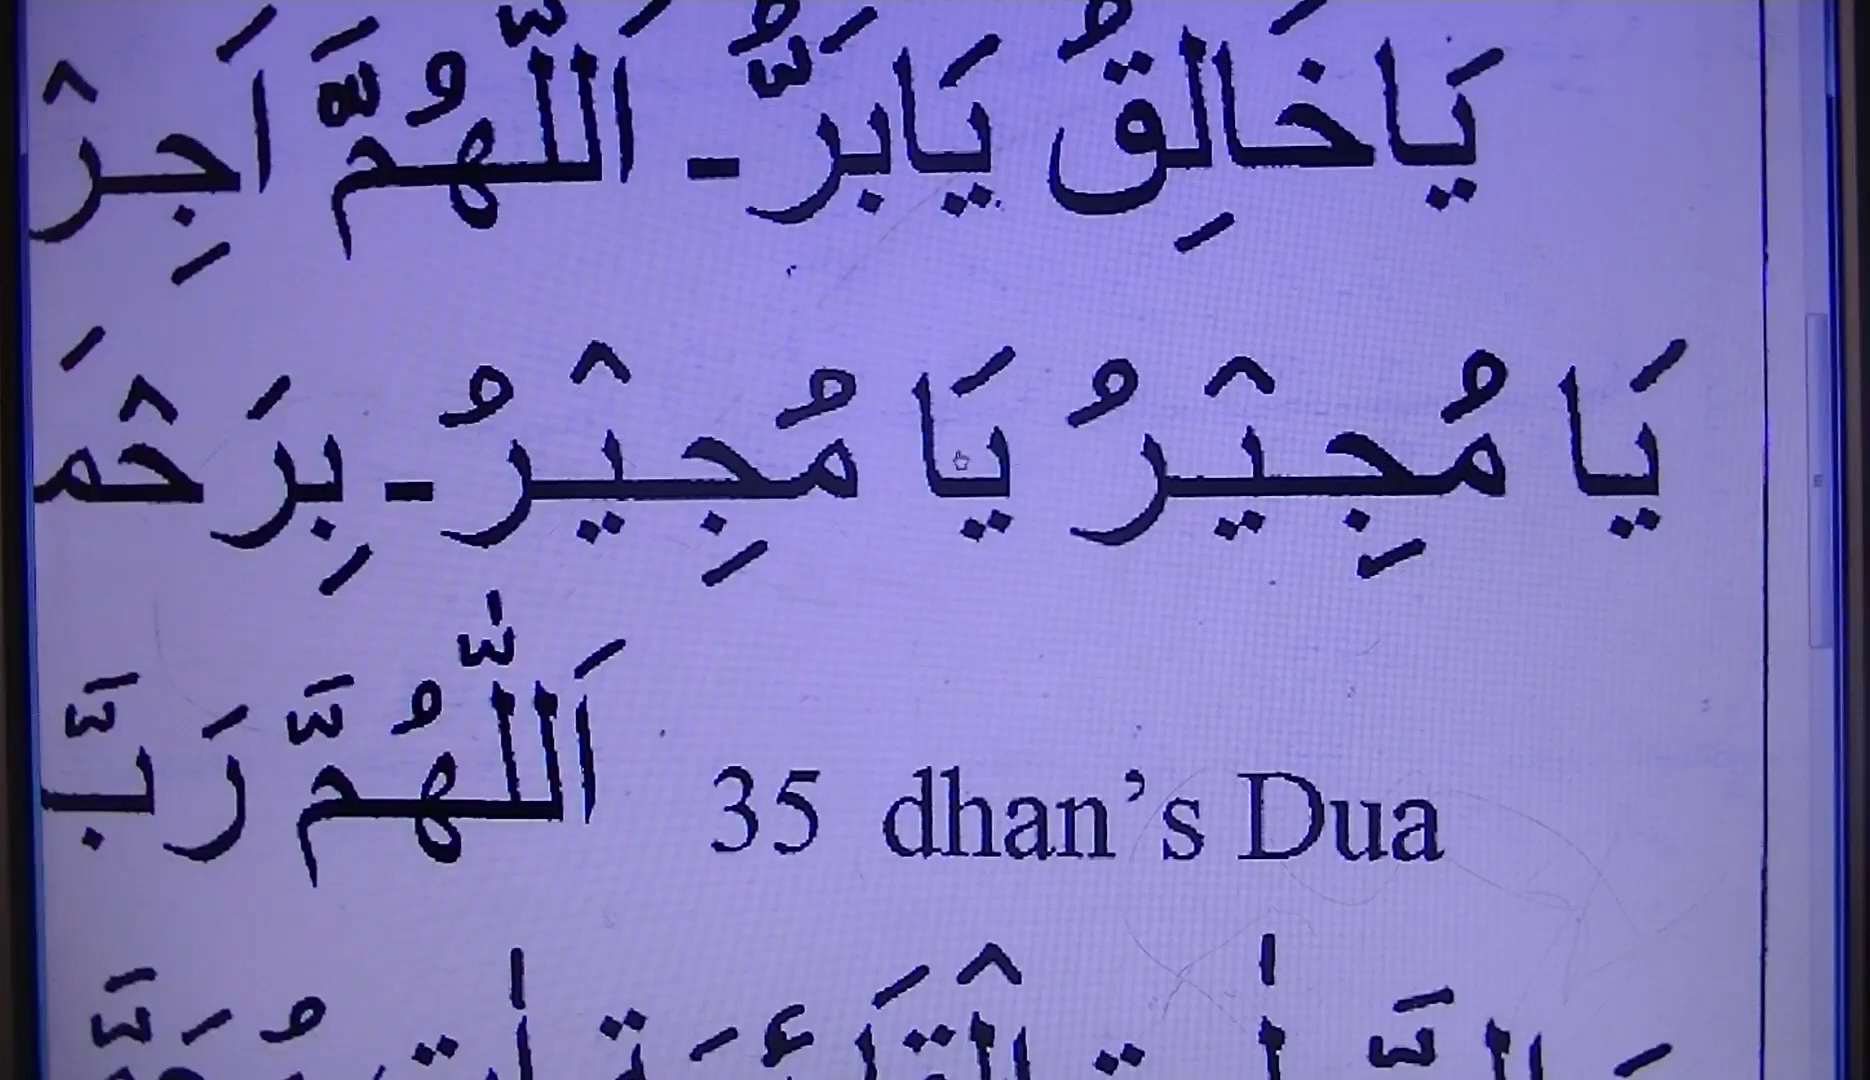 يَاخَالِقُ يَابَرُّ ـ اَللّٰهُمَّ اَجِرْ
يَا مُجِيْرُ يَا مُجِيْرُ ـ بِرَحْمَ
35 dhan’s Dua اَللّٰهُمَّ رَبَّ